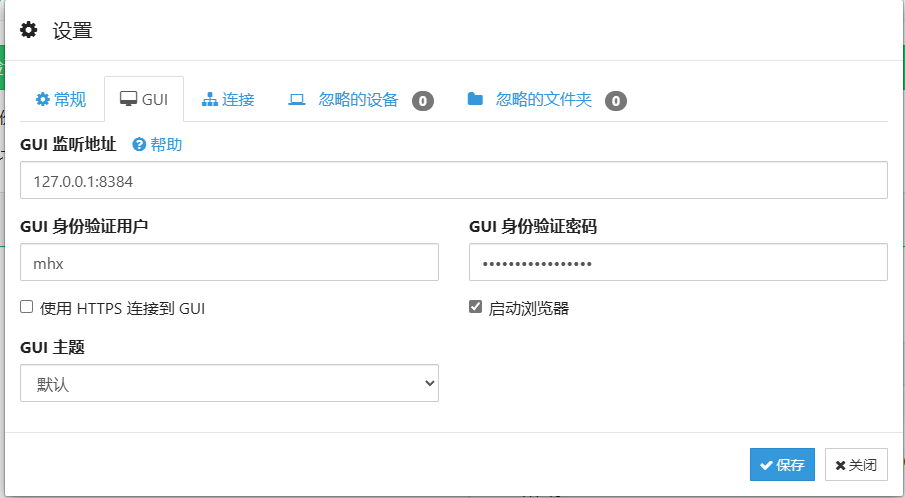 设置
常规
GUI
连接
忽略的设备 0
忽略的文件夹 0
GUI 监听地址 帮助
127.0.0.1:8384
GUI 身份验证用户
GUI 身份验证密码
mhx
•••••••••••••••••
使用 HTTPS 连接到 GUI
启动浏览器
GUI 主题
默认
保存
关闭